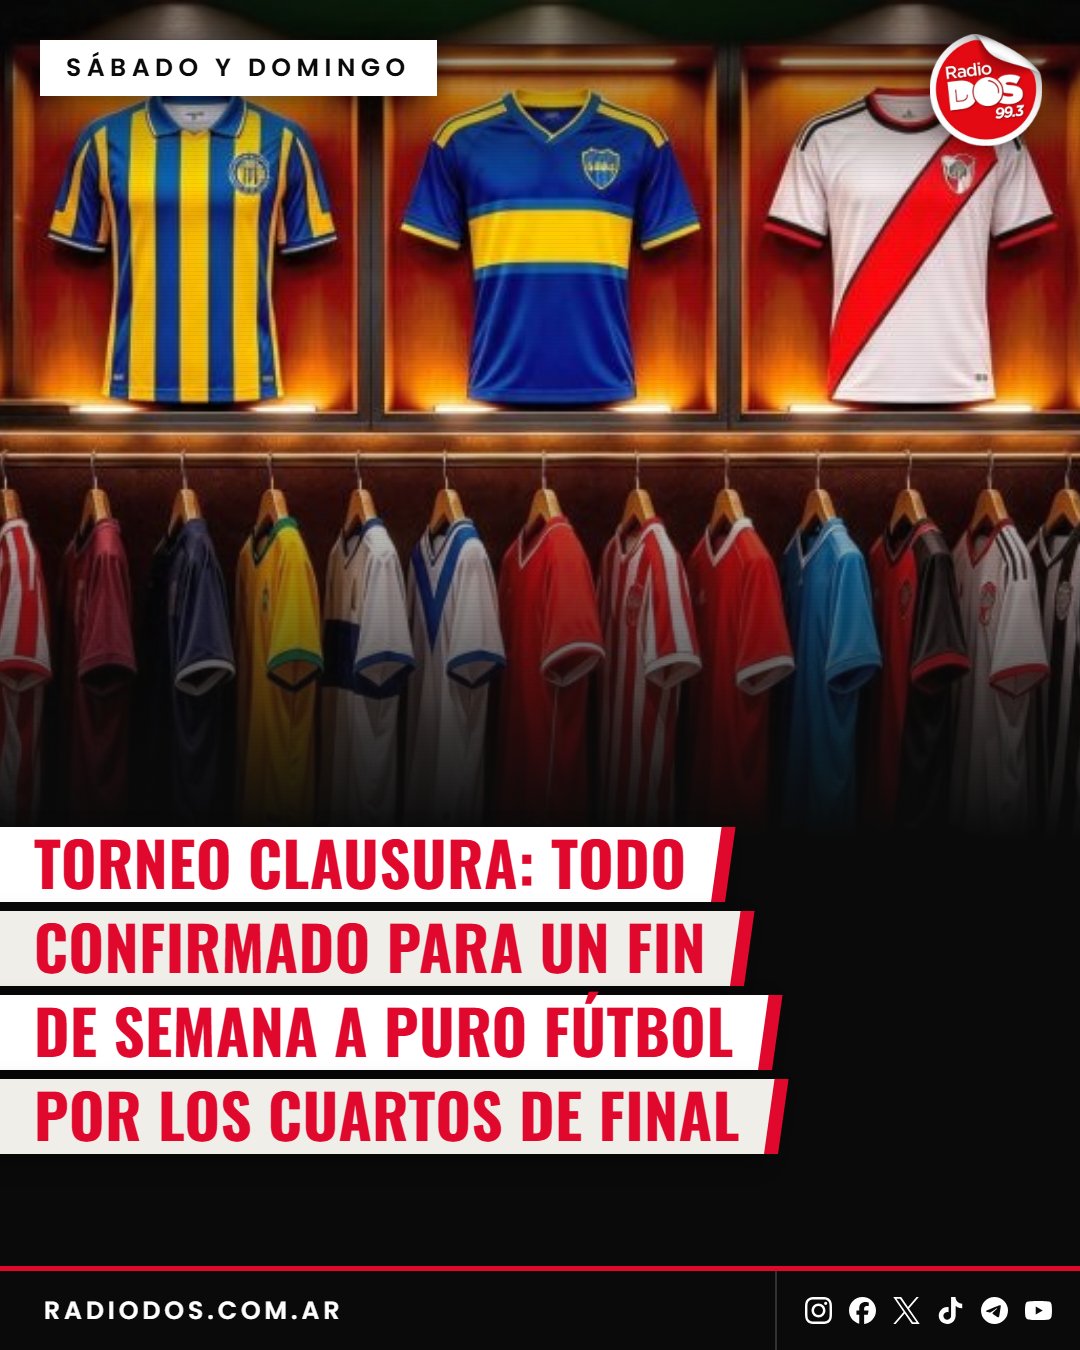 SÁBADO Y DOMINGO
Radio
DOS
99.3
TORNEO CLAUSURA: TODO
CONFIRMADO PARA UN FIN
DE SEMANA A PURO FÚTBOL
POR LOS CUARTOS DE FINAL
RADIODOS.COM.AR